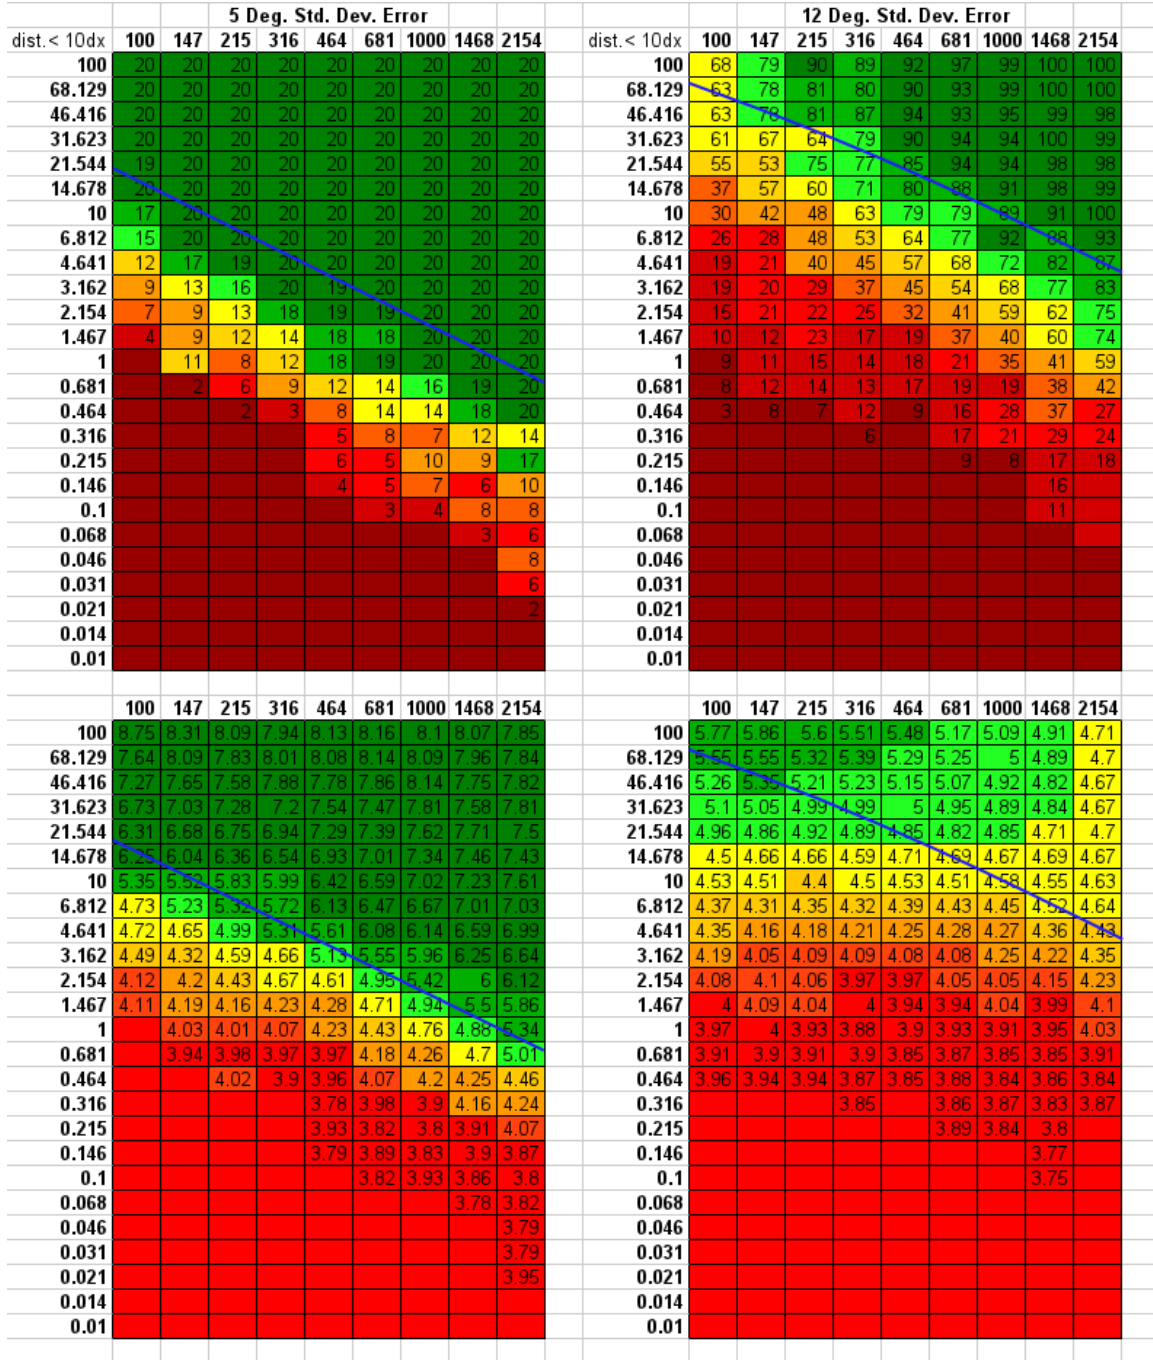 5 Deg. Std. Dev. Error 12 Deg. Std. Dev. Error
dist.< 10dx 100 147 215 316 464 681 1000 1468 2154 dist.< 10dx 100 147 215 316 464 681 1000 1468 2154
100 20 20 20 20 20 20 20 20 20 100 68 79 90 89 92 97 99 100 100
68.129 20 20 20 20 20 20 20 20 20 68.129 63 78 81 80 90 93 99 100 100
46.416 20 20 20 20 20 20 20 20 20 46.416 63 78 81 87 94 93 95 99 98
31.623 20 20 20 20 20 20 20 20 20 31.623 61 67 64 79 90 94 94 100 99
21.544 19 20 20 20 20 20 20 20 20 21.544 55 53 75 77 85 94 94 98 98
14.678 20 20 20 20 20 20 20 20 20 14.678 37 57 60 71 80 88 91 98 99
10 17 20 20 20 20 20 20 20 20 10 30 42 48 63 79 79 89 91 100
6.812 15 20 20 20 20 20 20 20 20 6.812 26 28 48 53 64 77 92 88 93
4.641 12 17 19 20 20 20 20 20 20 4.641 19 21 40 45 57 68 72 82 87
3.162 9 13 16 20 19 20 20 20 20 3.162 19 20 29 37 45 54 68 77 83
2.154 7 9 13 18 19 19 20 20 20 2.154 15 21 22 25 32 41 59 62 75
1.467 4 9 12 14 18 18 20 20 20 1.467 10 12 23 17 19 37 40 60 74
1 11 8 12 18 19 20 20 20 1 9 11 15 14 18 21 35 41 59
0.681 2 6 9 12 14 16 19 20 0.681 8 12 14 13 17 19 19 38 42
0.464 2 3 8 14 14 18 20 0.464 3 8 7 12 9 16 28 37 27
0.316 5 8 7 12 14 0.316 6 17 21 29 24
0.215 6 5 10 9 17 0.215 9 8 17 18
0.146 4 5 7 6 10 0.146 16
0.1 3 4 8 8 0.1 11
0.068 3 6 0.068
0.046 8 0.046
0.031 6 0.031
0.021 2 0.021
0.014 0.014
0.01 0.01
100 147 215 316 464 681 1000 1468 2154 100 147 215 316 464 681 1000 1468 2154
100 8.75 8.31 8.09 7.94 8.13 8.16 8.1 8.07 7.85 100 5.77 5.86 5.6 5.51 5.48 5.17 5.09 4.91 4.71
68.129 7.64 8.09 7.83 8.01 8.08 8.14 8.09 7.96 7.84 68.129 5.55 5.55 5.32 5.39 5.29 5.25 5 4.89 4.7
46.416 7.27 7.65 7.58 7.88 7.78 7.86 8.14 7.75 7.82 46.416 5.26 5.35 5.21 5.23 5.15 5.07 4.92 4.82 4.67
31.623 6.73 7.03 7.28 7.2 7.54 7.47 7.81 7.58 7.81 31.623 5.1 5.05 4.99 4.99 5 4.95 4.89 4.84 4.67
21.544 6.31 6.68 6.75 6.94 7.29 7.39 7.62 7.71 7.5 21.544 4.96 4.86 4.92 4.89 4.85 4.82 4.85 4.71 4.7
14.678 6.25 6.04 6.36 6.54 6.93 7.01 7.34 7.46 7.43 14.678 4.5 4.66 4.66 4.59 4.71 4.69 4.67 4.69 4.67
10 5.35 5.52 5.83 5.99 6.42 6.59 7.02 7.23 7.61 10 4.53 4.51 4.4 4.5 4.53 4.51 4.58 4.55 4.63
6.812 4.73 5.23 5.32 5.72 6.13 6.47 6.67 7.01 7.03 6.812 4.37 4.31 4.35 4.32 4.39 4.43 4.45 4.52 4.64
4.641 4.72 4.65 4.99 5.31 5.61 6.08 6.14 6.59 6.99 4.641 4.35 4.16 4.18 4.21 4.25 4.28 4.27 4.36 4.43
3.162 4.49 4.32 4.59 4.66 5.13 5.55 5.96 6.25 6.64 3.162 4.19 4.05 4.09 4.09 4.08 4.08 4.25 4.22 4.35
2.154 4.12 4.2 4.43 4.67 4.61 4.95 5.42 6 6.12 2.154 4.08 4.1 4.06 3.97 3.97 4.05 4.05 4.15 4.23
1.467 4.11 4.19 4.16 4.23 4.28 4.71 4.94 5.5 5.86 1.467 4 4.09 4.04 4 3.94 3.94 4.04 3.99 4.1
1 4.03 4.01 4.07 4.23 4.43 4.76 4.88 5.34 1 3.97 4 3.93 3.88 3.9 3.93 3.91 3.95 4.03
0.681 3.94 3.98 3.97 3.97 4.18 4.26 4.7 5.01 0.681 3.91 3.9 3.91 3.9 3.85 3.87 3.85 3.85 3.91
0.464 4.02 3.9 3.96 4.07 4.2 4.25 4.46 0.464 3.96 3.94 3.94 3.87 3.85 3.88 3.84 3.86 3.84
0.316 3.78 3.98 3.9 4.16 4.24 0.316 3.85 3.86 3.87 3.83 3.87
0.215 3.93 3.82 3.8 3.91 4.07 0.215 3.89 3.84 3.8
0.146 3.79 3.89 3.83 3.9 3.87 0.146 3.77
0.1 3.82 3.93 3.86 3.8 0.1 3.75
0.068 3.78 3.82 0.068
0.046 3.79 0.046
0.031 3.79 0.031
0.021 3.95 0.021
0.014 0.014
0.01 0.01